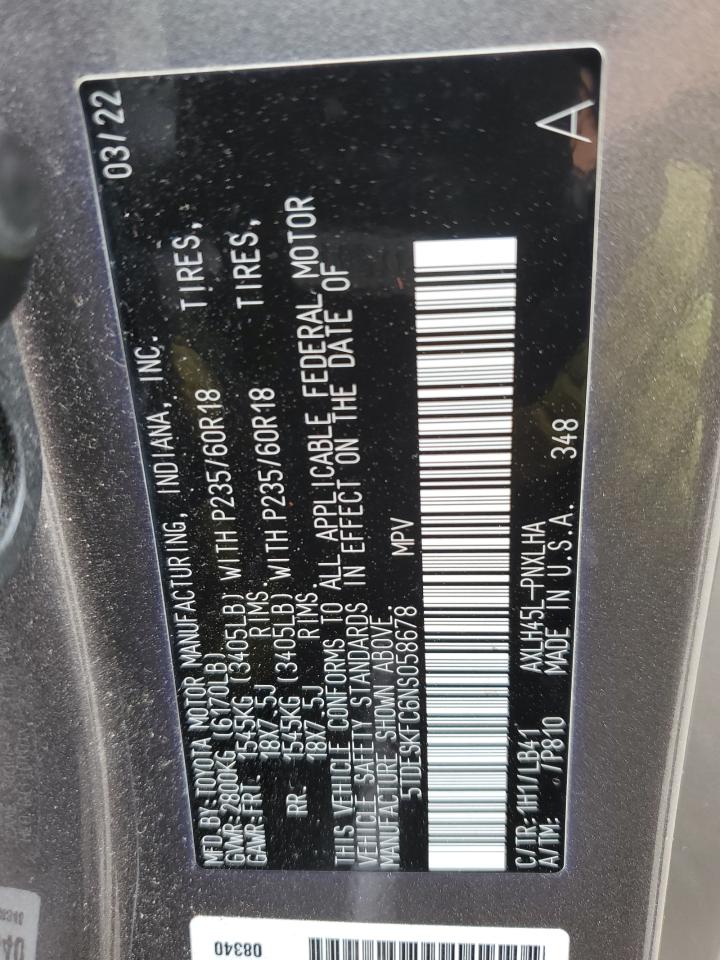 MFD.BY:TOYOTA MOTOR MANUFACTURING, INDIANA, INC. 03/22
GVWR:2800KG (6170LB)
GAWR:FRT. 1545KG (3405LB) WITH P235/60R18 TIRES,
18X7.5J RIMS.
RR. 1545KG (3405LB) WITH P235/60R18 TIRES,
18X7.5J RIMS.
THIS VEHICLE CONFORMS TO ALL APPLICABLE FEDERAL MOTOR
VEHICLE SAFETY STANDARDS IN EFFECT ON THE DATE OF
MANUFACTURE SHOWN ABOVE.
5TDESKFC6NS058678 MPV
C/TR:1H1/LB41 AXLH45L-PNXLHA
A/TM: /P810 MADE IN U.S.A. 348
A
08340